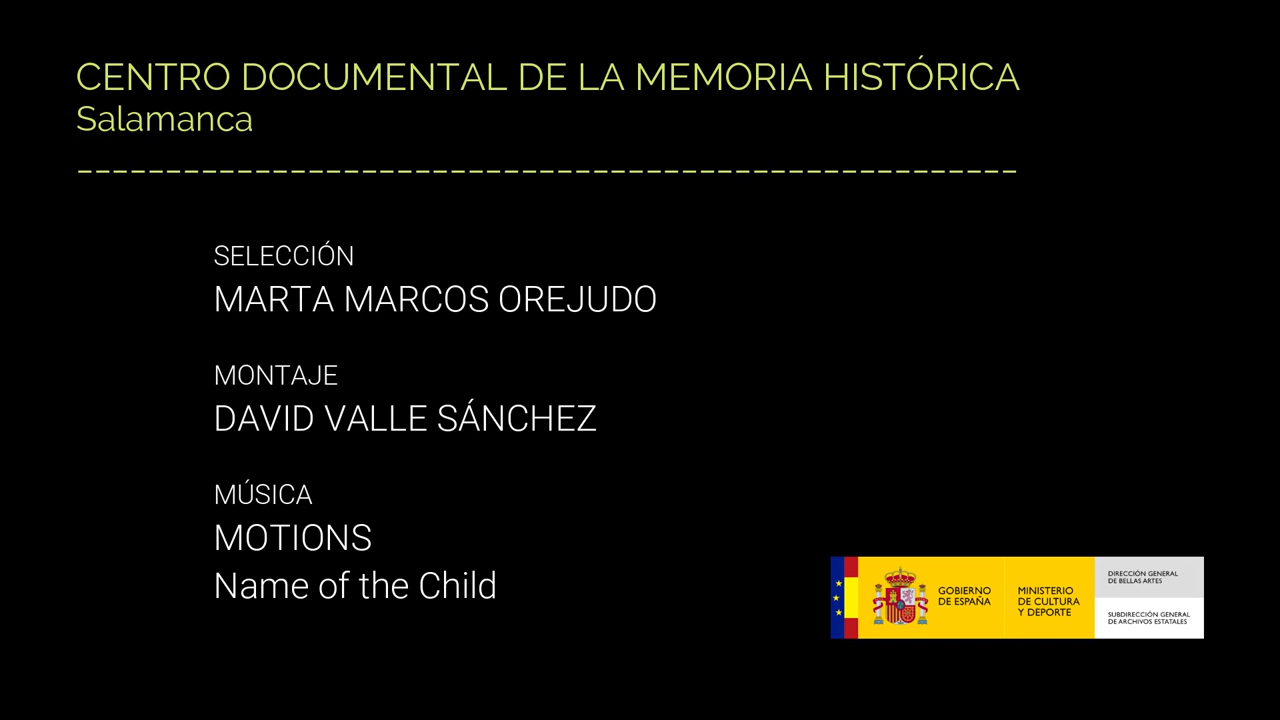 CENTRO DOCUMENTAL DE LA MEMORIA HISTÓRICA
Salamanca
SELECCIÓN
MARTA MARCOS OREJUDO
MONTAJE
DAVID VALLE SÁNCHEZ
MÚSICA
MOTIONS
Name of the Child
GOBIERNO
DE ESPAÑA
MINISTERIO
DE CULTURA
Y DEPORTE
DIRECCIÓN GENERAL
DE BELLAS ARTES
SUBDIRECCIÓN GENERAL
DE ARCHIVOS ESTATALES